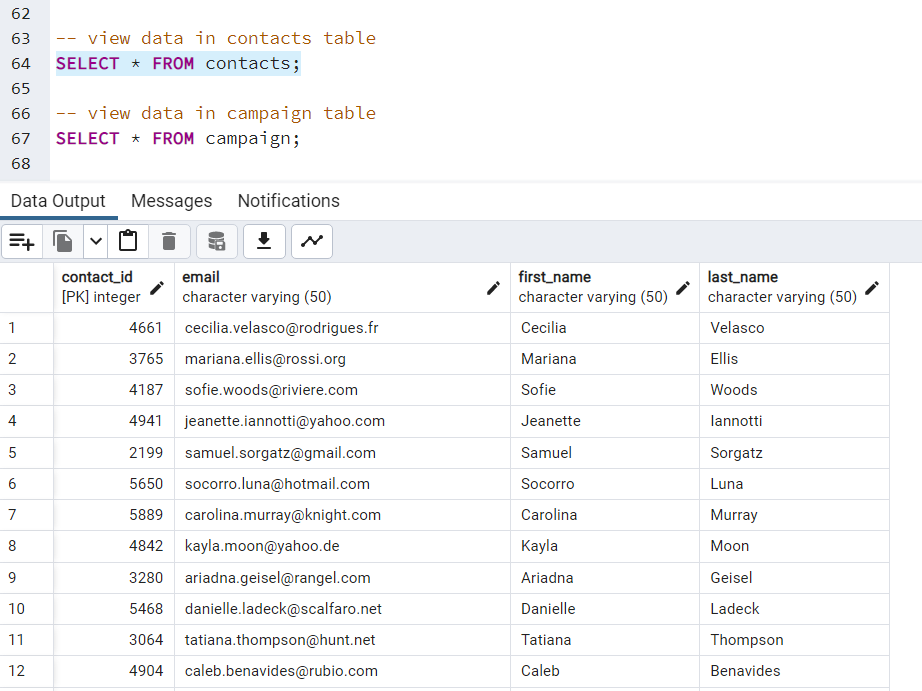 62
63 -- view data in contacts table
64 SELECT * FROM contacts;
65
66 -- view data in campaign table
67 SELECT * FROM campaign;
68
Data Output Messages Notifications
contact_id email first_name last_name
[PK] integer character varying (50) character varying (50) character varying (50)
1 4661 cecilia.velasco@rodrigues.fr Cecilia Velasco
2 3765 mariana.ellis@rossi.org Mariana Ellis
3 4187 sofie.woods@riviere.com Sofie Woods
4 4941 jeanette.iannotti@yahoo.com Jeanette Iannotti
5 2199 samuel.sorgatz@gmail.com Samuel Sorgatz
6 5650 socorro.luna@hotmail.com Socorro Luna
7 5889 carolina.murray@knight.com Carolina Murray
8 4842 kayla.moon@yahoo.de Kayla Moon
9 3280 ariadna.geisel@rangel.com Ariadna Geisel
10 5468 danielle.ladeck@scalfaro.net Danielle Ladeck
11 3064 tatiana.thompson@hunt.net Tatiana Thompson
12 4904 caleb.benavides@rubio.com Caleb Benavides